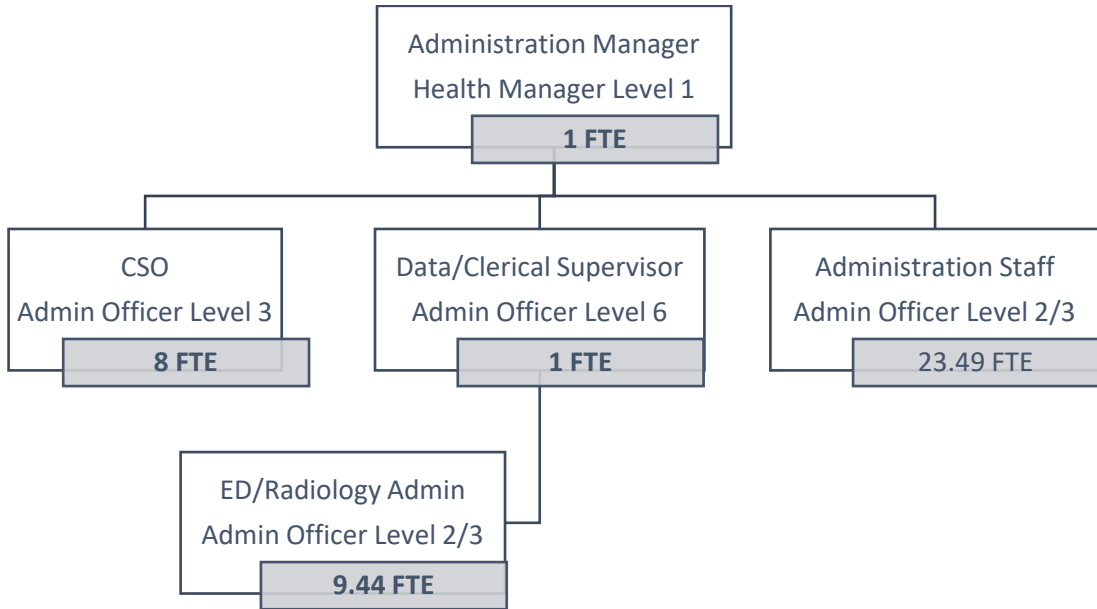 Administration Manager
Health Manager Level 1
1 FTE
CSO
Admin Officer Level 3
8 FTE
Data/Clerical Supervisor
Admin Officer Level 6
1 FTE
Administration Staff
Admin Officer Level 2/3
23.49 FTE
ED/Radiology Admin
Admin Officer Level 2/3
9.44 FTE